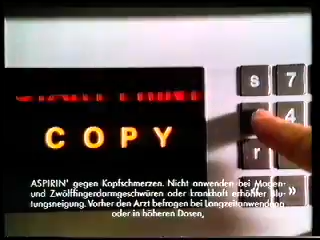 COPY
s 7
4
r
»
ASPIRIN* gegen Kopfschmerzen. Nicht anwenden bei Magen-
und Zwölffingerdarmgeschwüren oder krankhaft erhöhter Blu-
tungsneigung. Vorher den Arzt befragen bei Langzeitanwendung
oder in höheren Dosen,